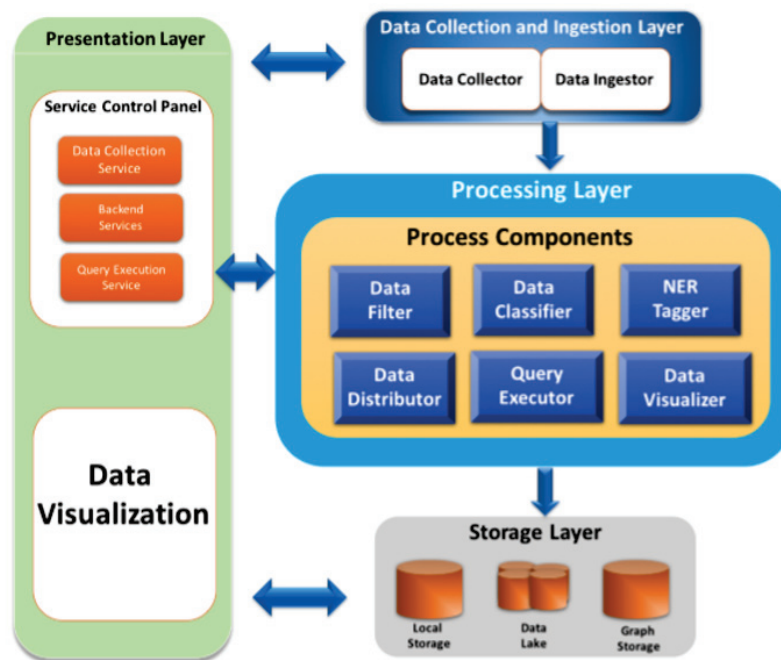 Presentation Layer
Service Control Panel
Data Collection
Service
Backend
Services
Query Execution
Service
Data
Visualization
Data Collection and Ingestion Layer
Data Collector
Data Ingestor
Processing Layer
Process Components
Data
Filter
Data
Classifier
NER
Tagger
Data
Distributor
Query
Executor
Data
Visualizer
Storage Layer
Local
Storage
Data
Lake
Graph
Storage